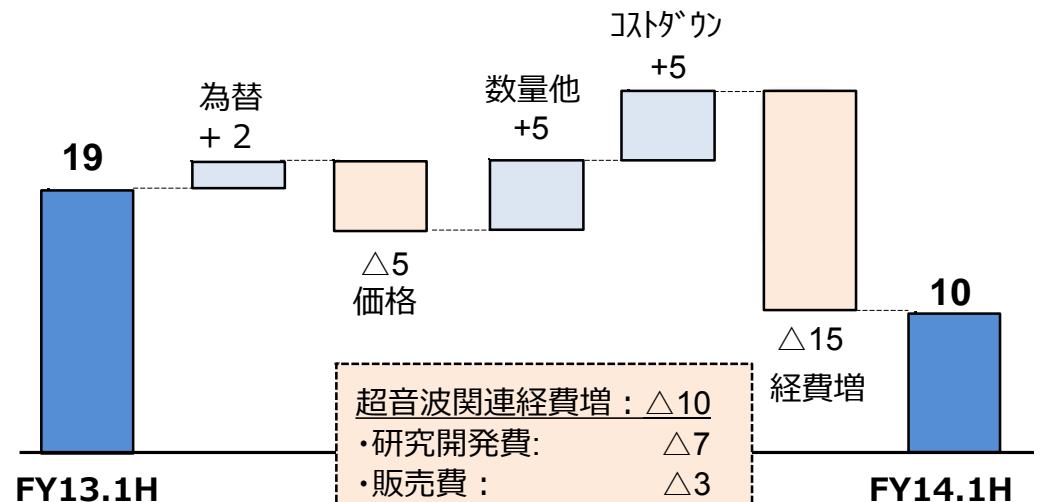 19
為替
+ 2
△5
価格
数量他
+5
ｺｽﾄﾀﾞｳﾝ
+5
△15
経費増
10
超音波関連経費増：△10
・研究開発費: △7
・販売費： △3
FY13.1H
FY14.1H